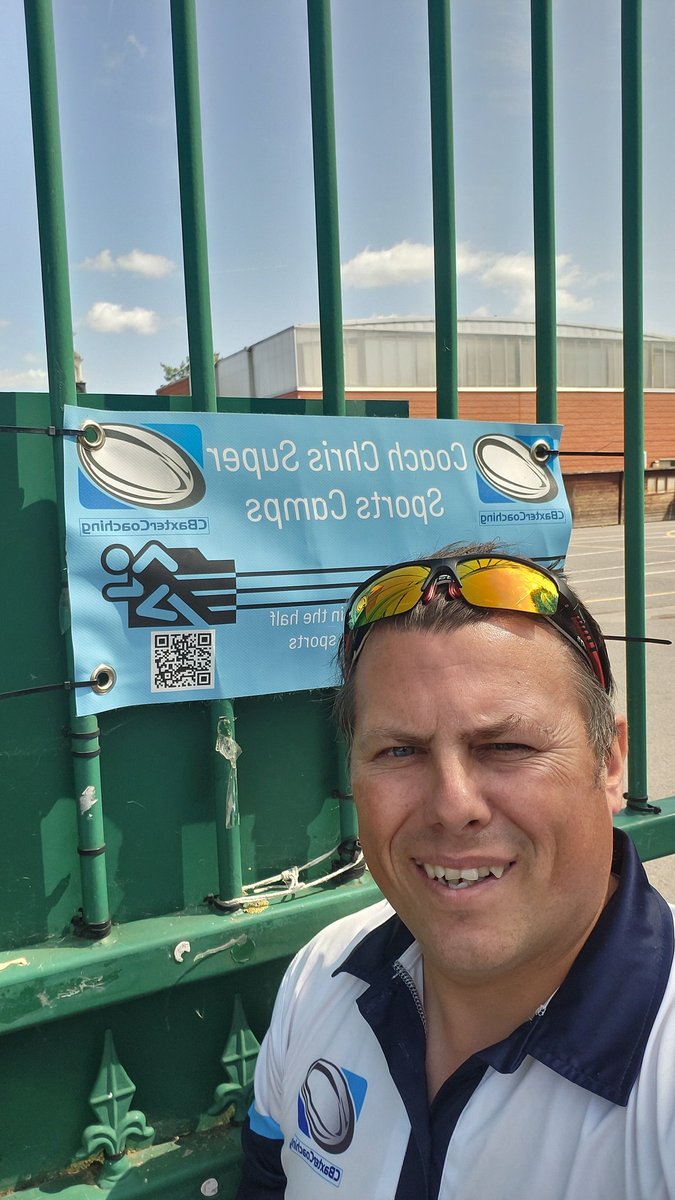 Coach Chris Super
Sports Camps
CBaxterCoaching
CBaxterCoaching
in the half
sports
CBaxterCoaching